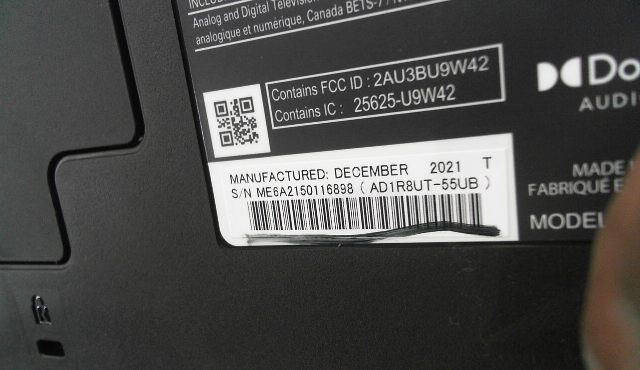 Analog and Digital Television
analogique et numérique, Canada BETS-7 /
Contains FCC ID : 2AU3BU9W42
Contains IC : 25625-U9W42
MANUFACTURED: DECEMBER 2021 T
S/N ME6A2150116898 ( AD1R8UT-55UB )
AUDI
MADE
FABRIQUÉ
MODEL